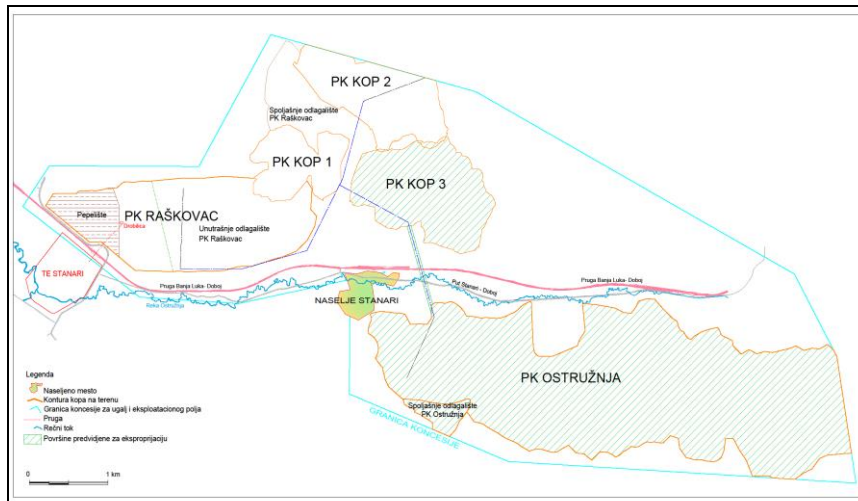 PK KOP 2
Spoljašnje odlagalište
PK Raškovac
PK KOP 1
PK KOP 3
Pepelište
PK RAŠKOVAC
Drobilica
Unutrašnje odlagalište
PK Raškovac
TE STANARI
Pruga Banja Luka- Doboj
Pruga Banja Luka- Doboj
Put Stanari - Doboj
Reka Ostružnja
NASELJE STANARI
PK OSTRUŽNJA
Spoljašnje odlagalište
PK Ostružnja
GRANICA KONCESIJE
Legenda
Naseljeno mesto
Kontura kopa na terenu
Granica koncesije za ugalj i eksploatacionog polja
Pruga
Rečni tok
Površine predvidjene za eksproprijaciju
0 1 km